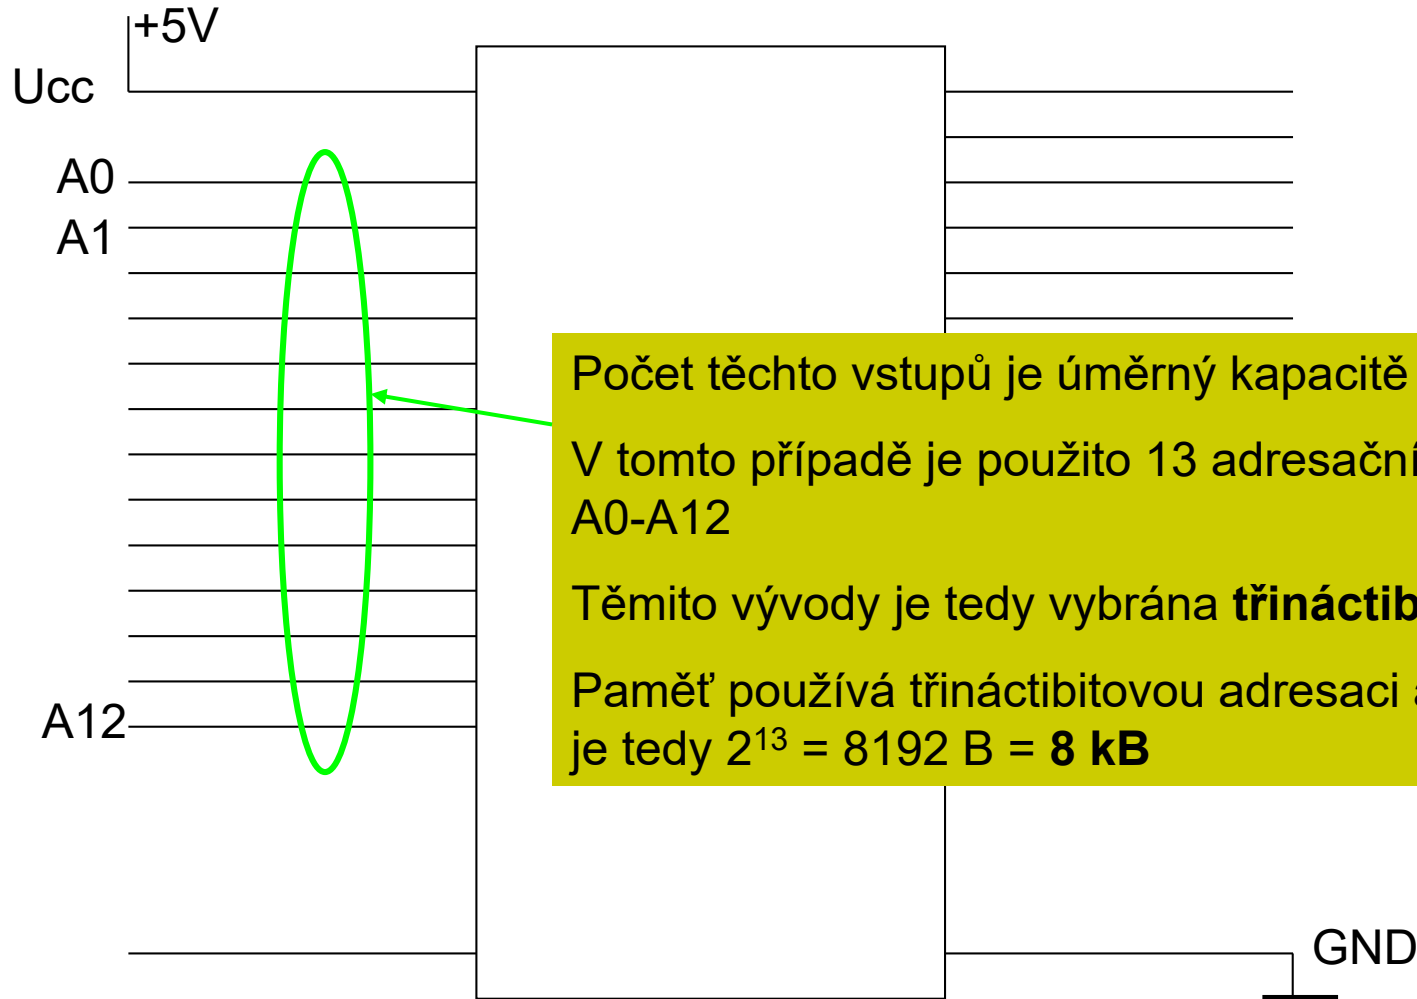 +5V
Ucc
A0
A1
Počet těchto vstupů je úměrný kapacitě
V tomto případě je použito 13 adresační
A0-A12
Těmito vývody je tedy vybrána třináctib
Paměť používá třináctibitovou adresaci a
je tedy 2¹³ = 8192 B = 8 kB
A12
GND